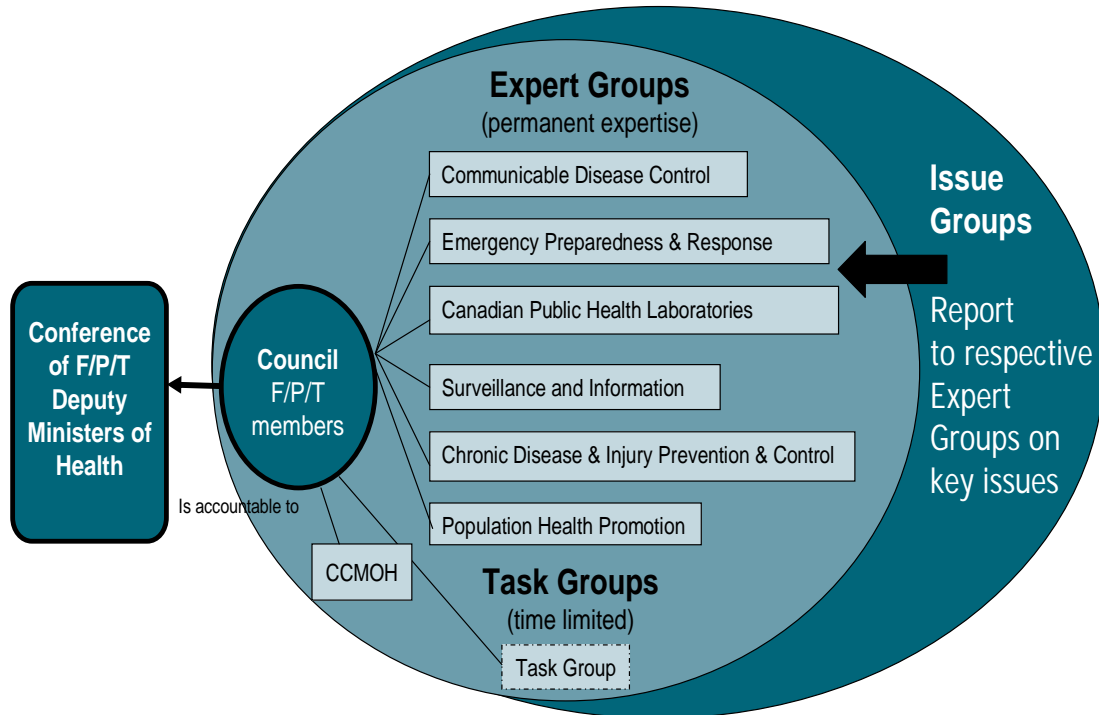 Expert Groups
(permanent expertise)
Communicable Disease Control
Emergency Preparedness & Response
Canadian Public Health Laboratories
Surveillance and Information
Chronic Disease & Injury Prevention & Control
Population Health Promotion
Issue
Groups
Report
to respective
Expert
Groups on
key issues
Conference
of F/P/T
Deputy
Ministers of
Health
Council
F/P/T
members
Is accountable to
CCMOH
Task Groups
(time limited)
Task Group